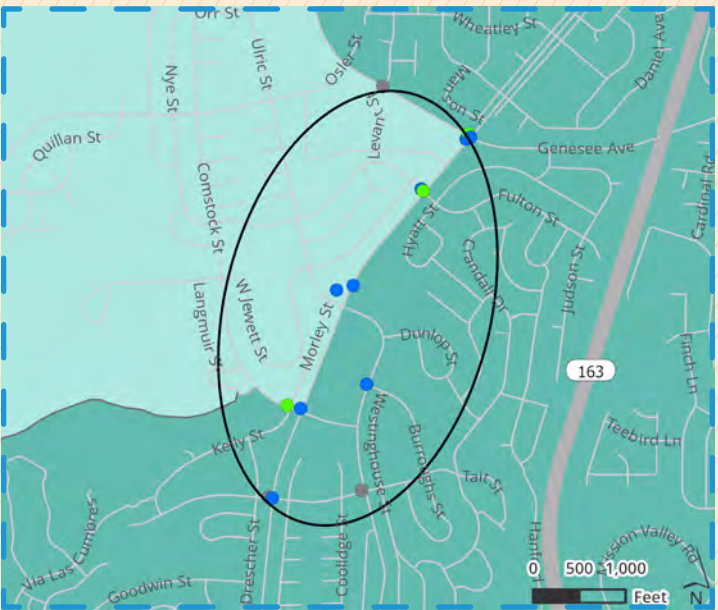 Orr St
Wheatley St
Daniel Ave
Osler St
Ulric St
Nye St
Manson St
Levant St
Genesee Ave
Quillan St
Cardinal Rd
Comstock St
Fulton St
Hyatt St
Crandall Dr
Judson St
W Jewett St
Langmuir St
Morley St
Dunlop St
163
Finch Ln
Westinghouse St
Burroughs St
Kelly St
Teebird Ln
Tait St
Via Las Cumbres
Drescher St
Coolidge St
Mission Valley Rd
Goodwin St
0 500 1,000
Feet
N